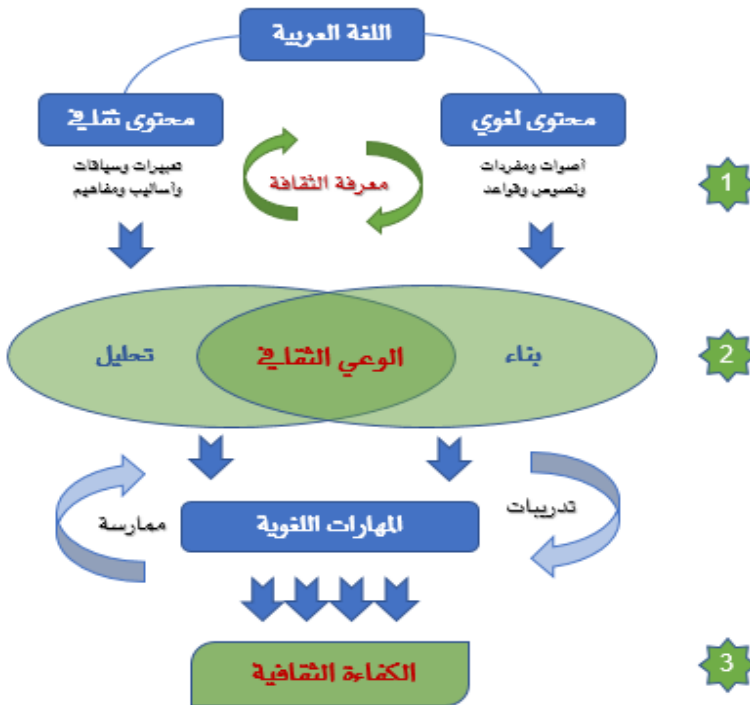 اللغة العربية
محتوى لغوي
محتوى ثقافي
أصوات ومفردات
ونصوص وقواعد
تعبيرات وسياقات
وأساليب ومفاهيم
معرفة الثقافة
1
بناء
الوعي الثقافي
تحليل
2
تدريبات
المهارات اللغوية
ممارسة
الكفاءة الثقافية
3